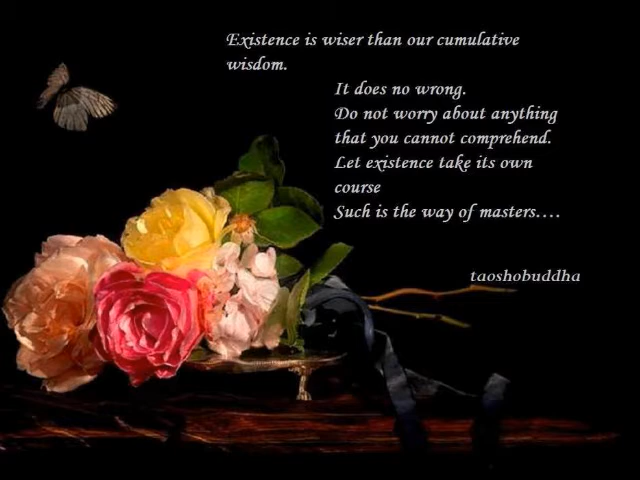 Existence is wiser than our cumulative
wisdom.
It does no wrong.
Do not worry about anything
that you cannot comprehend.
Let existence take its own
course
Such is the way of masters....
taoshobuddha